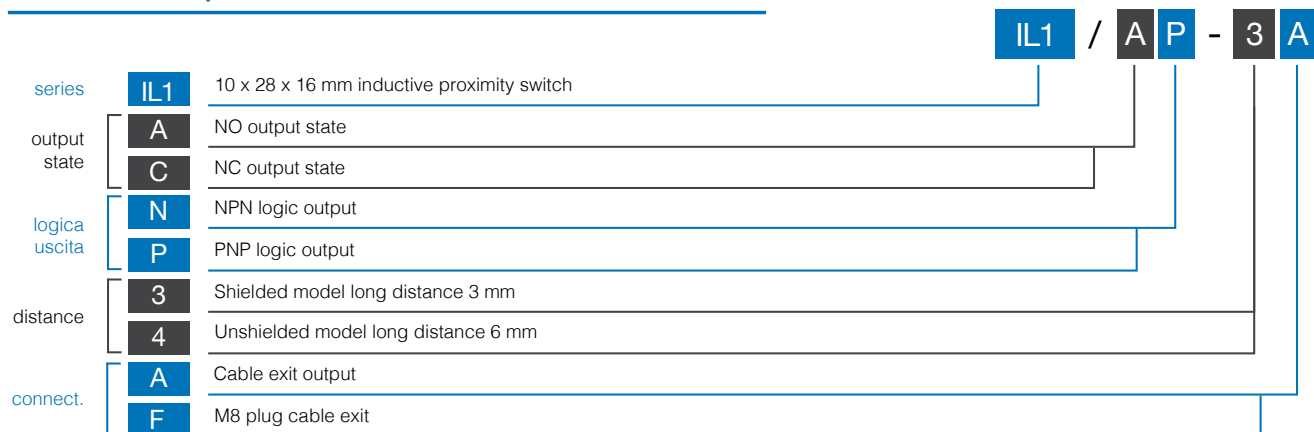 IL1 / A P - 3 A
series IL1 10 x 28 x 16 mm inductive proximity switch
output state A NO output state
C NC output state
logica uscita N NPN logic output
P PNP logic output
distance 3 Shielded model long distance 3 mm
4 Unshielded model long distance 6 mm
connect. A Cable exit output
F M8 plug cable exit